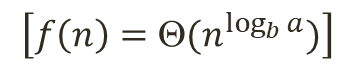 [f(n) = Θ(n^{log_b a})]